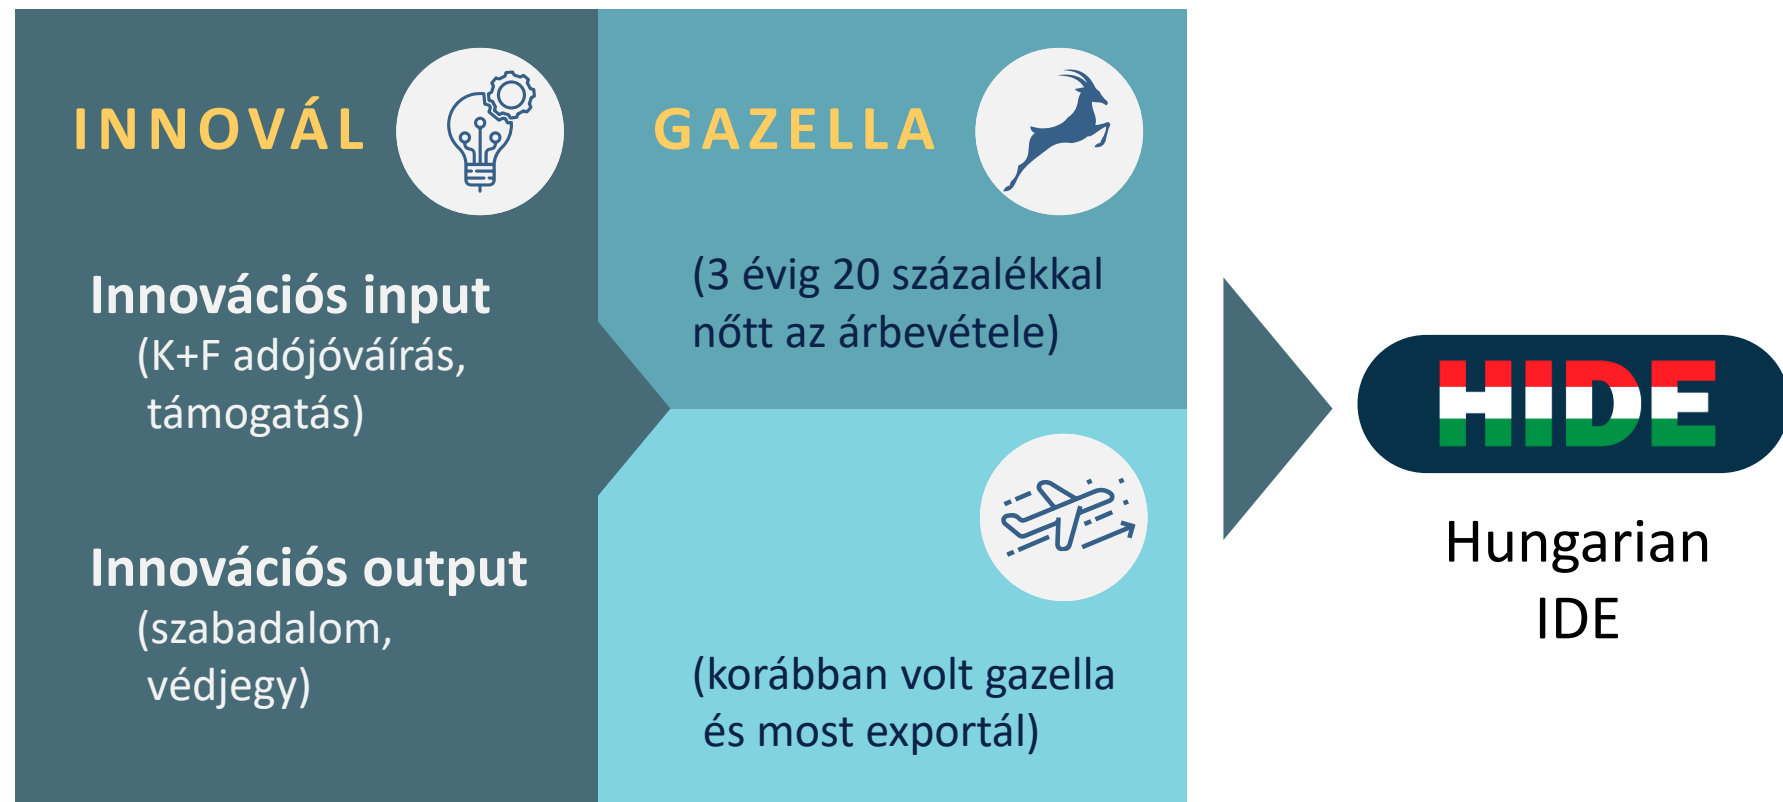 INNOVÁL
Innovációs input
(K+F adójóváírás,
támogatás)
Innovációs output
(szabadalom,
védjegy)
GAZELLA
(3 évig 20 százalékkal
nőtt az árbevétele)
(korábban volt gazella
és most exportál)
HIDE
Hungarian
IDE